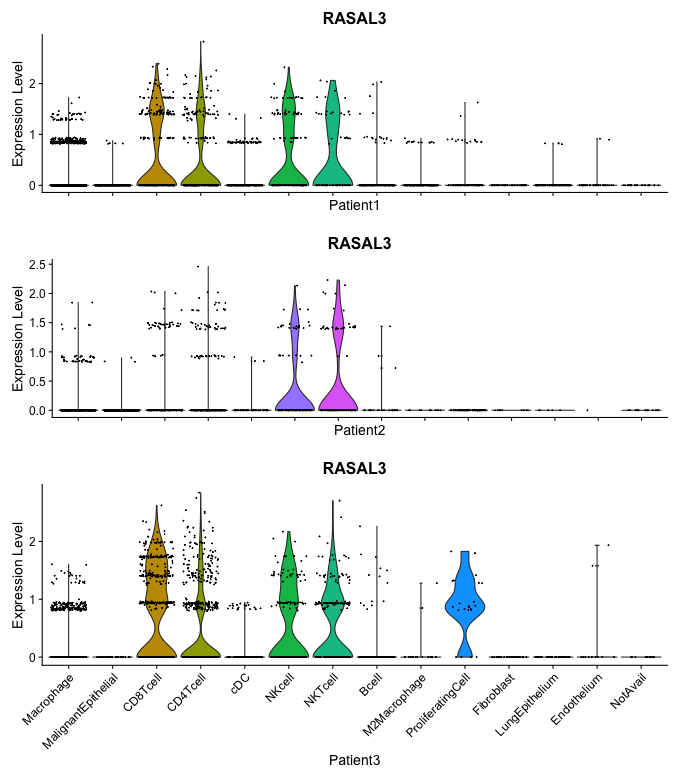 RASAL3
Expression Level
2
1
0
Patient1
RASAL3
Expression Level
2.5
2.0
1.5
1.0
0.5
0.0
Patient2
RASAL3
Expression Level
2
1
0
Macrophage
MalignantEpithelial
CD8Tcell
CD4Tcell
cDC
NKcell
NKTcell
Bcell
M2Macrophage
ProliferatingCell
Fibroblast
LungEpithelium
Endothelium
NotAvail
Patient3